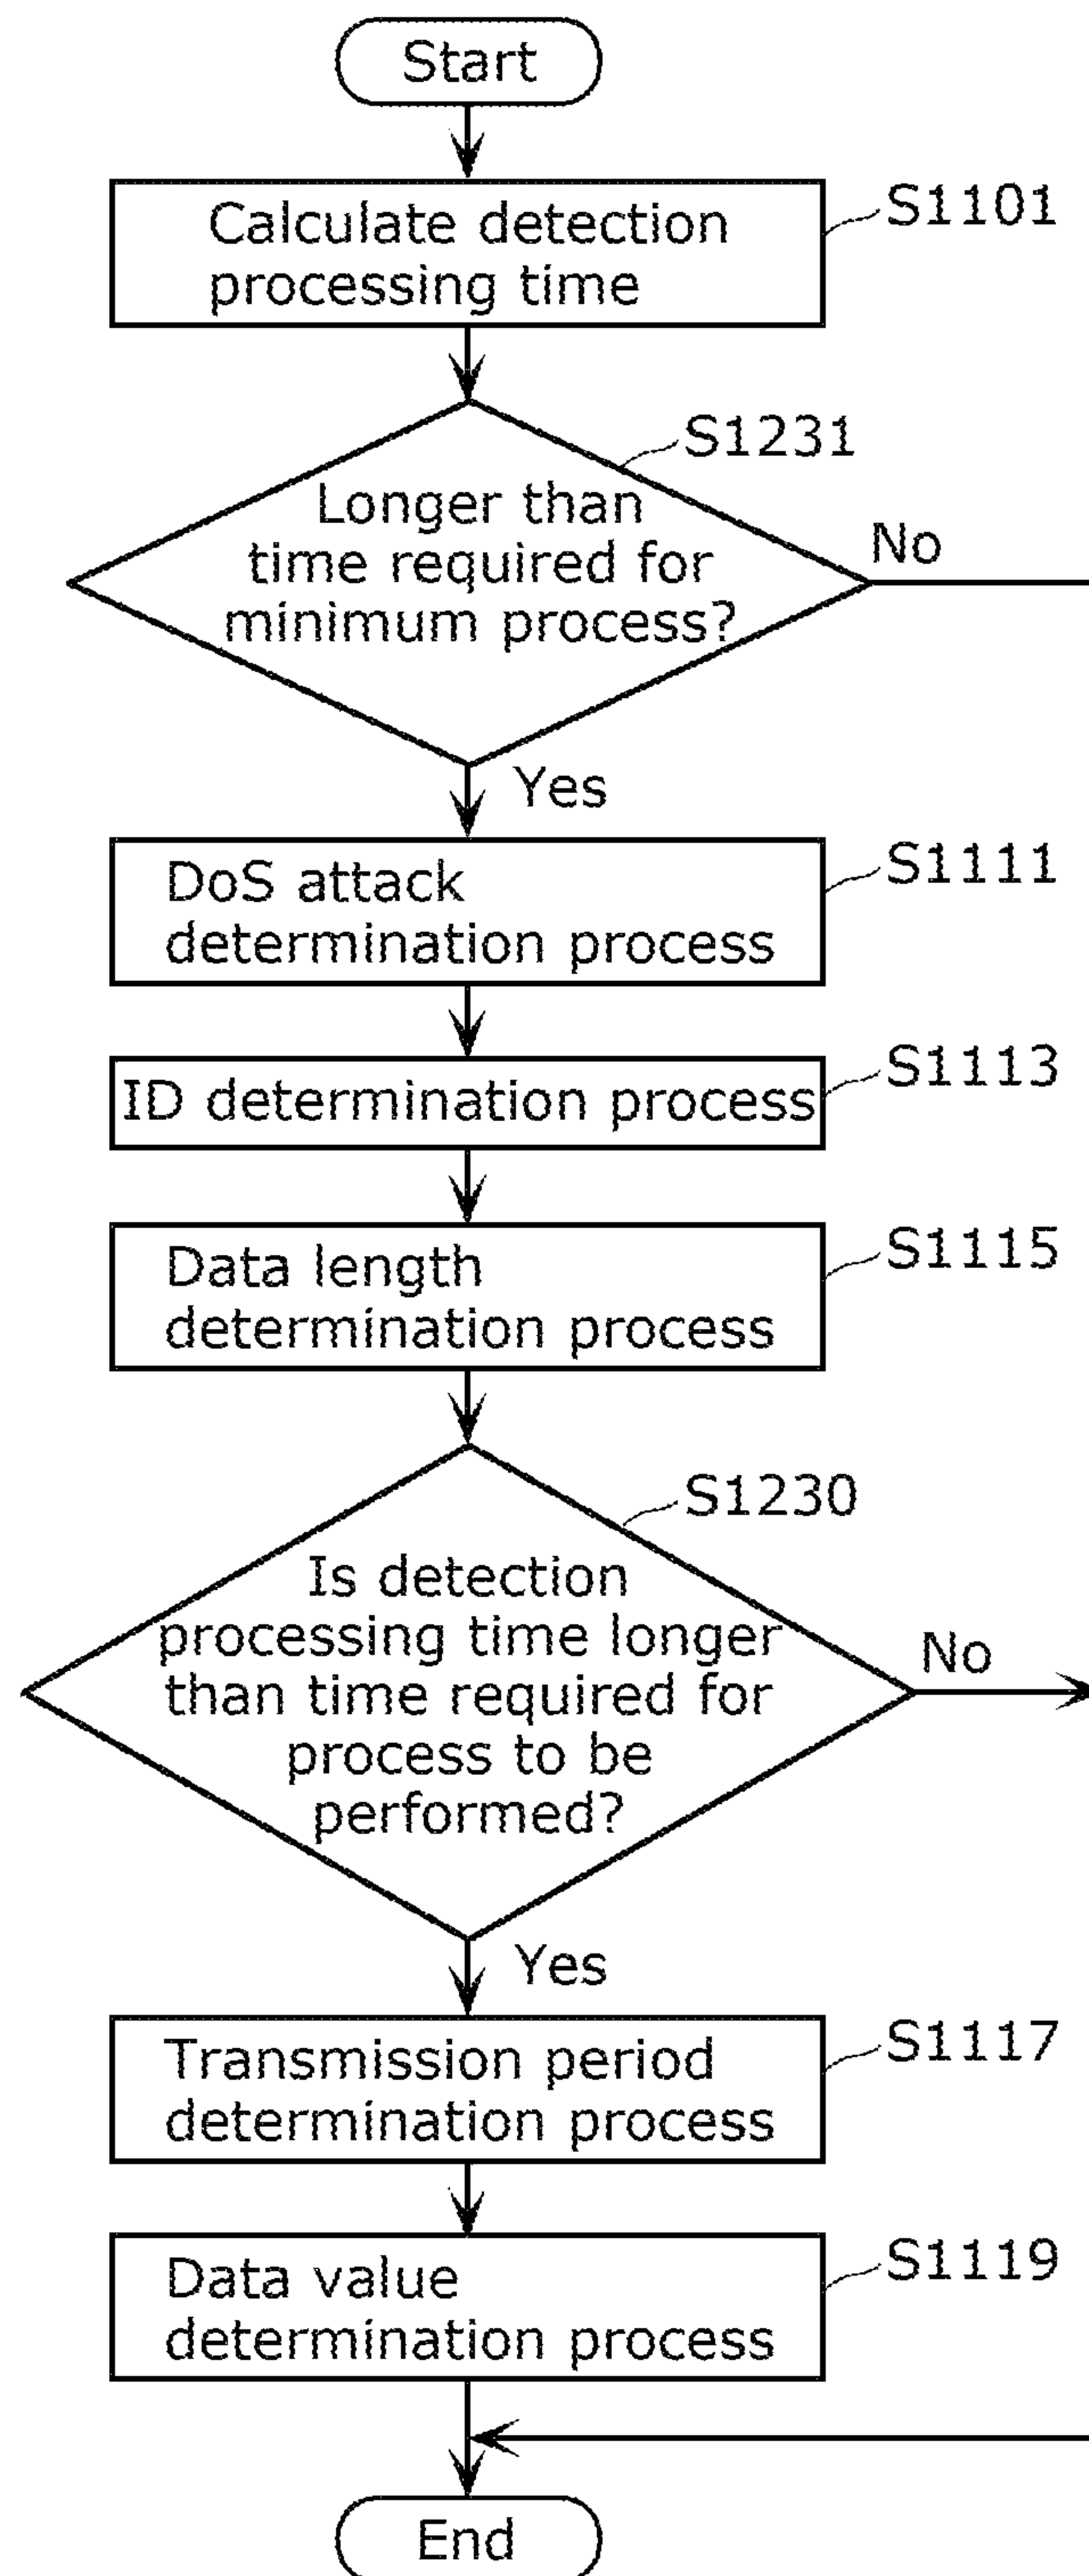 Start
Calculate detection
processing time
S1101
S1231
Longer than
time required for
minimum process?
No
Yes
DoS attack
determination process
S1111
ID determination process
S1113
Data length
determination process
S1115
S1230
Is detection
processing time longer
than time required for
process to be
performed?
No
Yes
Transmission period
determination process
S1117
Data value
determination process
S1119
End